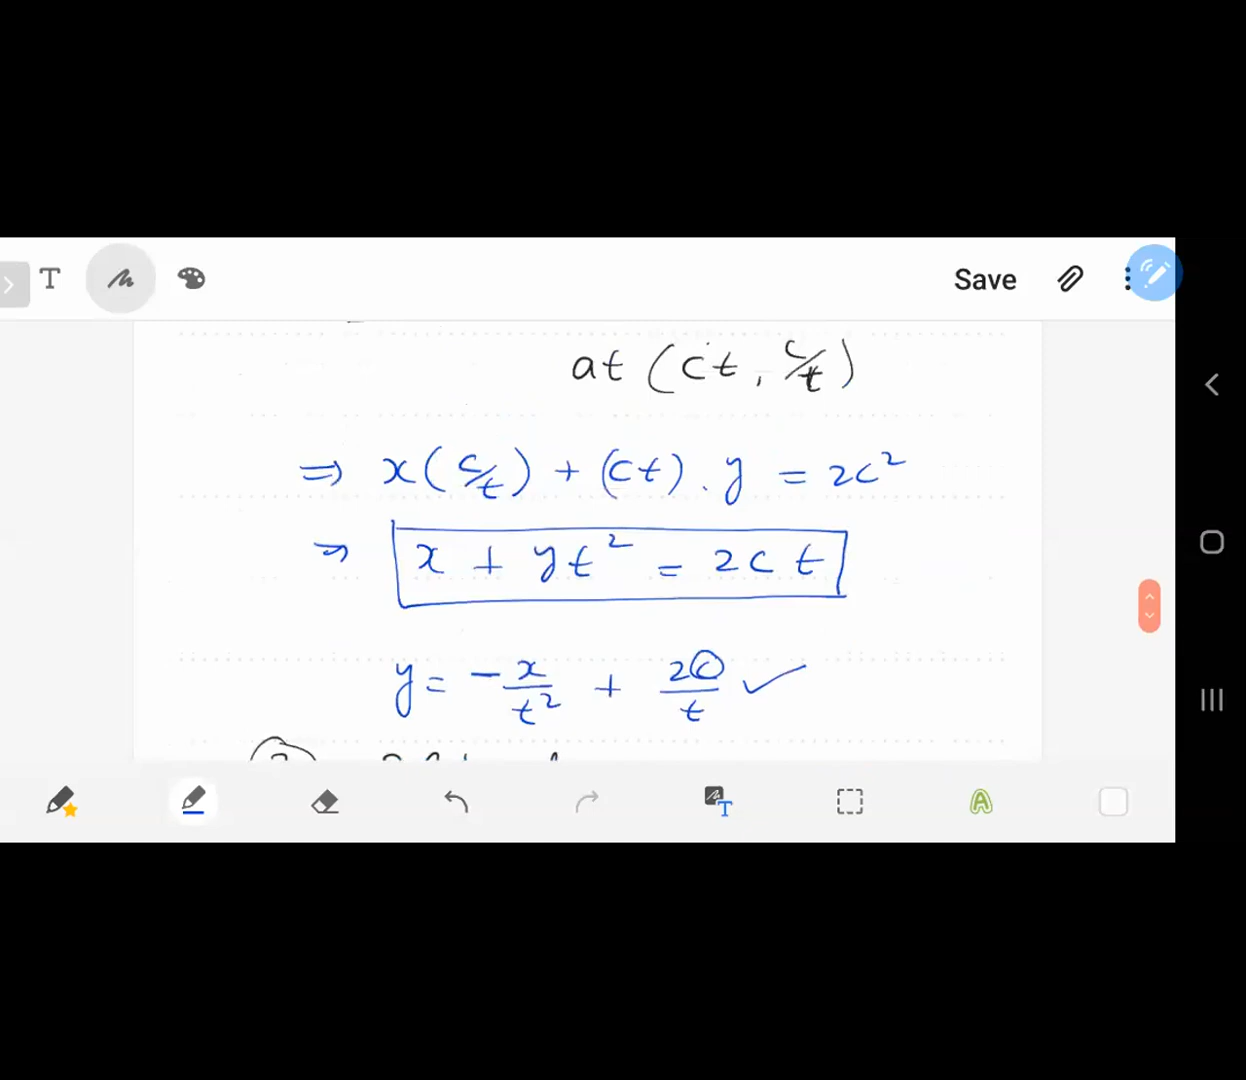 T
Save
at (ct, c/t)
⇒ x(c/t) + (ct).y = 2c²
⇒ x + yt² = 2ct
y = -x/t² + 2c/t ✓
T
A